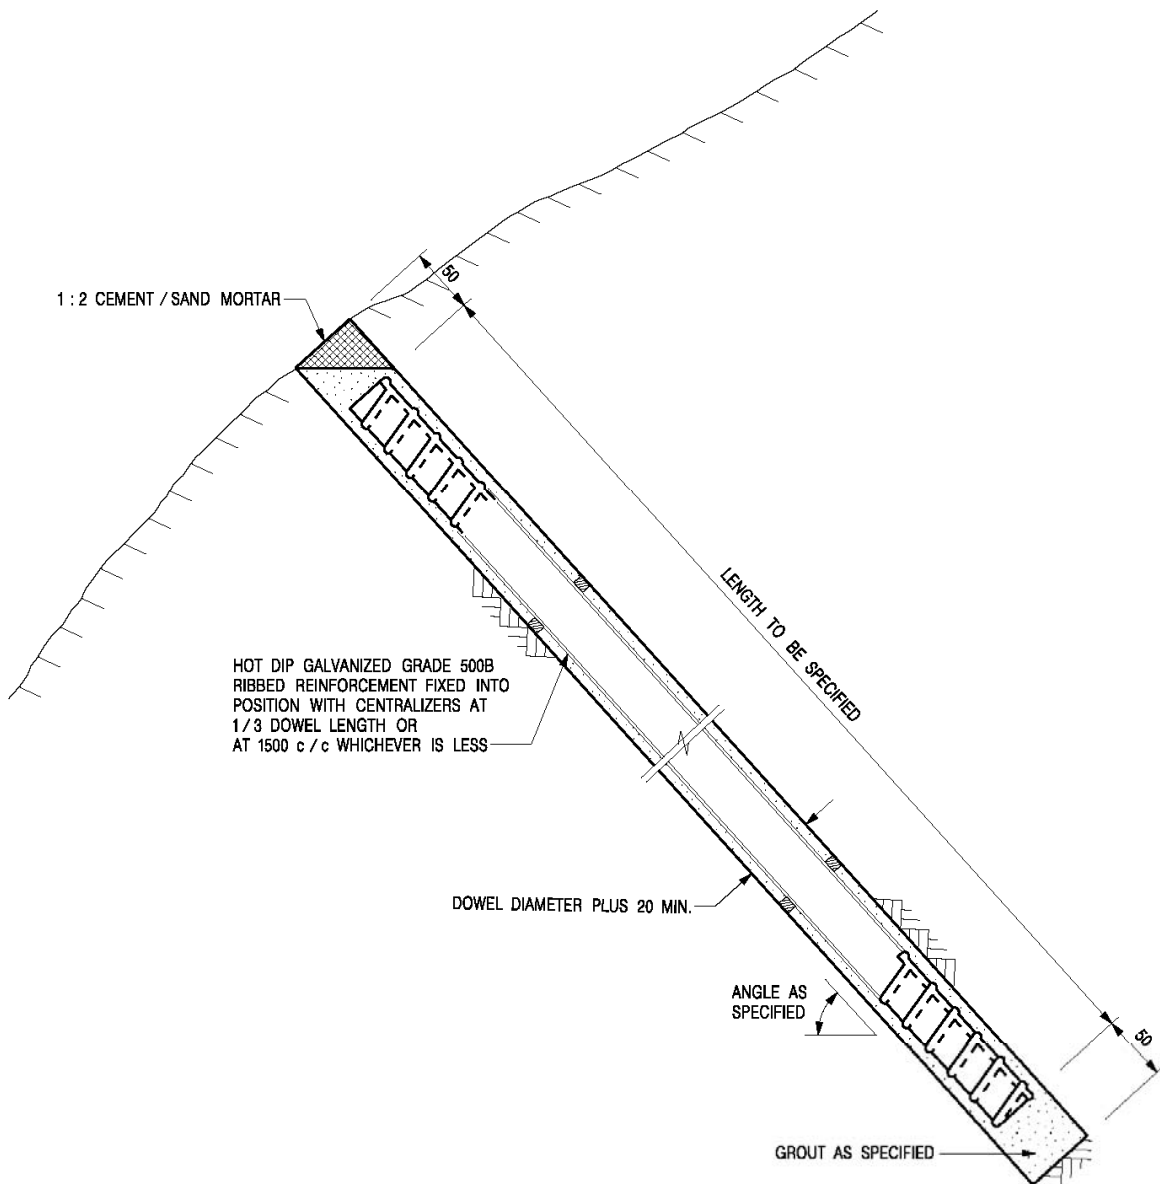 50
1 : 2 CEMENT / SAND MORTAR
LENGTH TO BE SPECIFIED
HOT DIP GALVANIZED GRADE 500B
RIBBED REINFORCEMENT FIXED INTO
POSITION WITH CENTRALIZERS AT
1 / 3 DOWEL LENGTH OR
AT 1500 c / c WHICHEVER IS LESS
DOWEL DIAMETER PLUS 20 MIN.
ANGLE AS
SPECIFIED
50
GROUT AS SPECIFIED